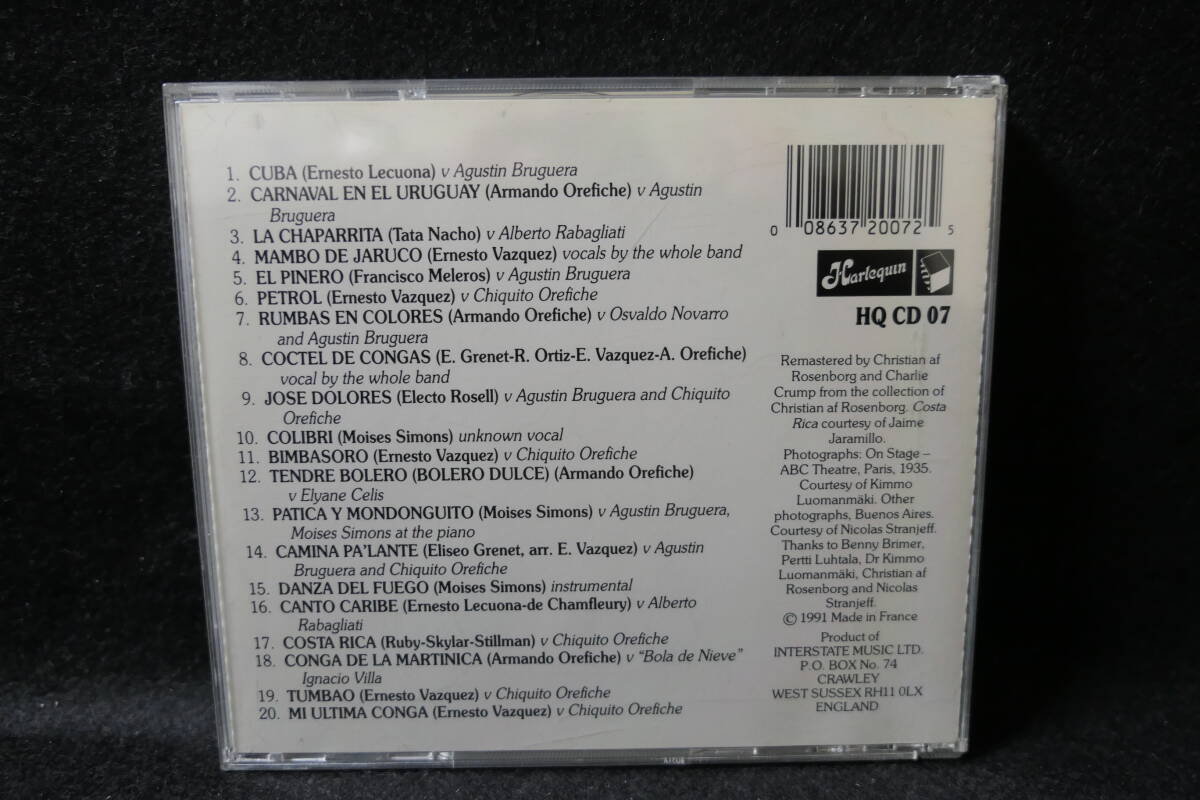 1. CUBA (Ernesto Lecuona) v Agustin Bruguera
2. CARNAVAL EN EL URUGUAY (Armando Orefiche) v Agustin
Bruguera
3. LA CHAPARRITA (Tata Nacho) v Alberto Rabagliati
4. MAMBO DE JARUCO (Ernesto Vazquez) vocals by the whole band
5. EL PINERO (Francisco Meleros) v Agustin Bruguera
6. PETROL (Ernesto Vazquez) v Chiquito Orefiche
7. RUMBAS EN COLORES (Armando Orefiche) v Osvaldo Novarro
and Agustin Bruguera
8. COCTEL DE CONGAS (E. Grenet-R. Ortiz-E. Vazquez-A. Orefiche)
vocal by the whole band
9. JOSE DOLORES (Electo Rosell) v Agustin Bruguera and Chiquito
Orefiche
10. COLIBRI (Moises Simons) unknown vocal
11. BIMBASORO (Ernesto Vazquez) v Chiquito Orefiche
12. TENDRE BOLERO (BOLERO DULCE) (Armando Orefiche)
v Elyane Celis
13. PATICA Y MONDONGUITO (Moises Simons) v Agustin Bruguera,
Moises Simons at the piano
14. CAMINA PA'LANTE (Eliseo Grenet, arr. E. Vazquez) v Agustin
Bruguera and Chiquito Orefiche
15. DANZA DEL FUEGO (Moises Simons) instrumental
16. CANTO CARIBE (Ernesto Lecuona-de Chamfleury) v Alberto
Rabagliati
17. COSTA RICA (Ruby-Skylar-Stillman) v Chiquito Orefiche
18. CONGA DE LA MARTINICA (Armando Orefiche) v "Bola de Nieve"
Ignacio Villa
19. TUMBAO (Ernesto Vazquez) v Chiquito Orefiche
20. MI ULTIMA CONGA (Ernesto Vazquez) v Chiquito Orefiche
0 08637 20072 5
Harlequin
HQ CD 07
Remastered by Christian af
Rosenborg and Charlie
Crump from the collection of
Christian af Rosenborg. Costa
Rica courtesy of Jaime
Jaramillo.
Photographs: On Stage –
ABC Theatre, Paris, 1935.
Courtesy of Kimmo
Luomanmäki. Other
photographs, Buenos Aires.
Courtesy of Nicolas Stranjeff.
Thanks to Benny Brimer,
Pertti Luhtala, Dr Kimmo
Luomanmäki, Christian af
Rosenborg and Nicolas
Stranjeff.
© 1991 Made in France
Product of
INTERSTATE MUSIC LTD.
P.O. BOX No. 74
CRAWLEY
WEST SUSSEX RH11 0LX
ENGLAND